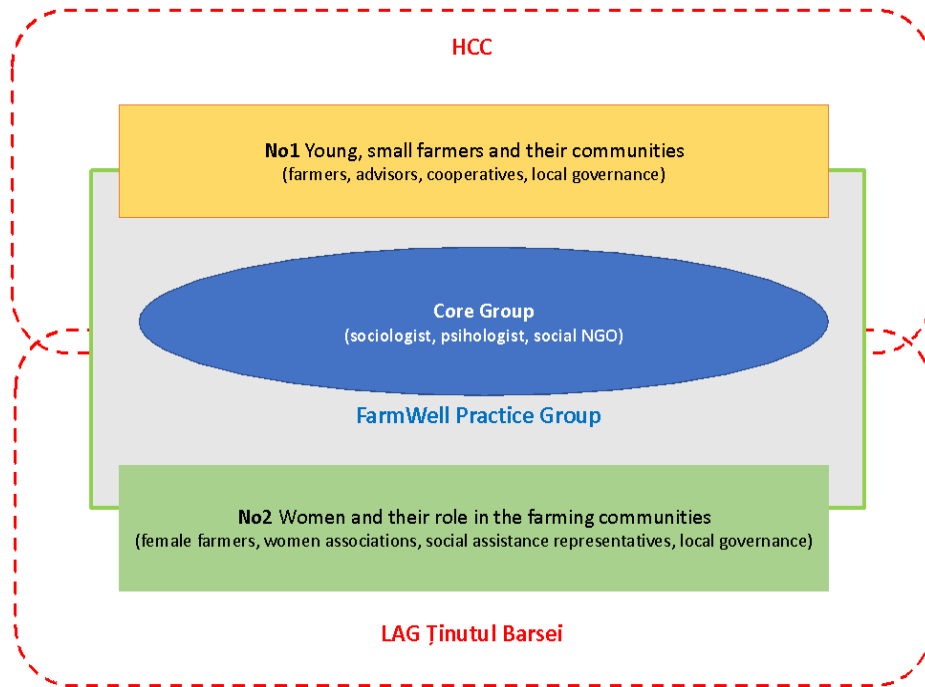 HCC
No1 Young, small farmers and their communities
(farmers, advisors, cooperatives, local governance)
Core Group
(sociologist, psihologist, social NGO)
FarmWell Practice Group
No2 Women and their role in the farming communities
(female farmers, women associations, social assistance representatives, local governance)
LAG Ținutul Barsei